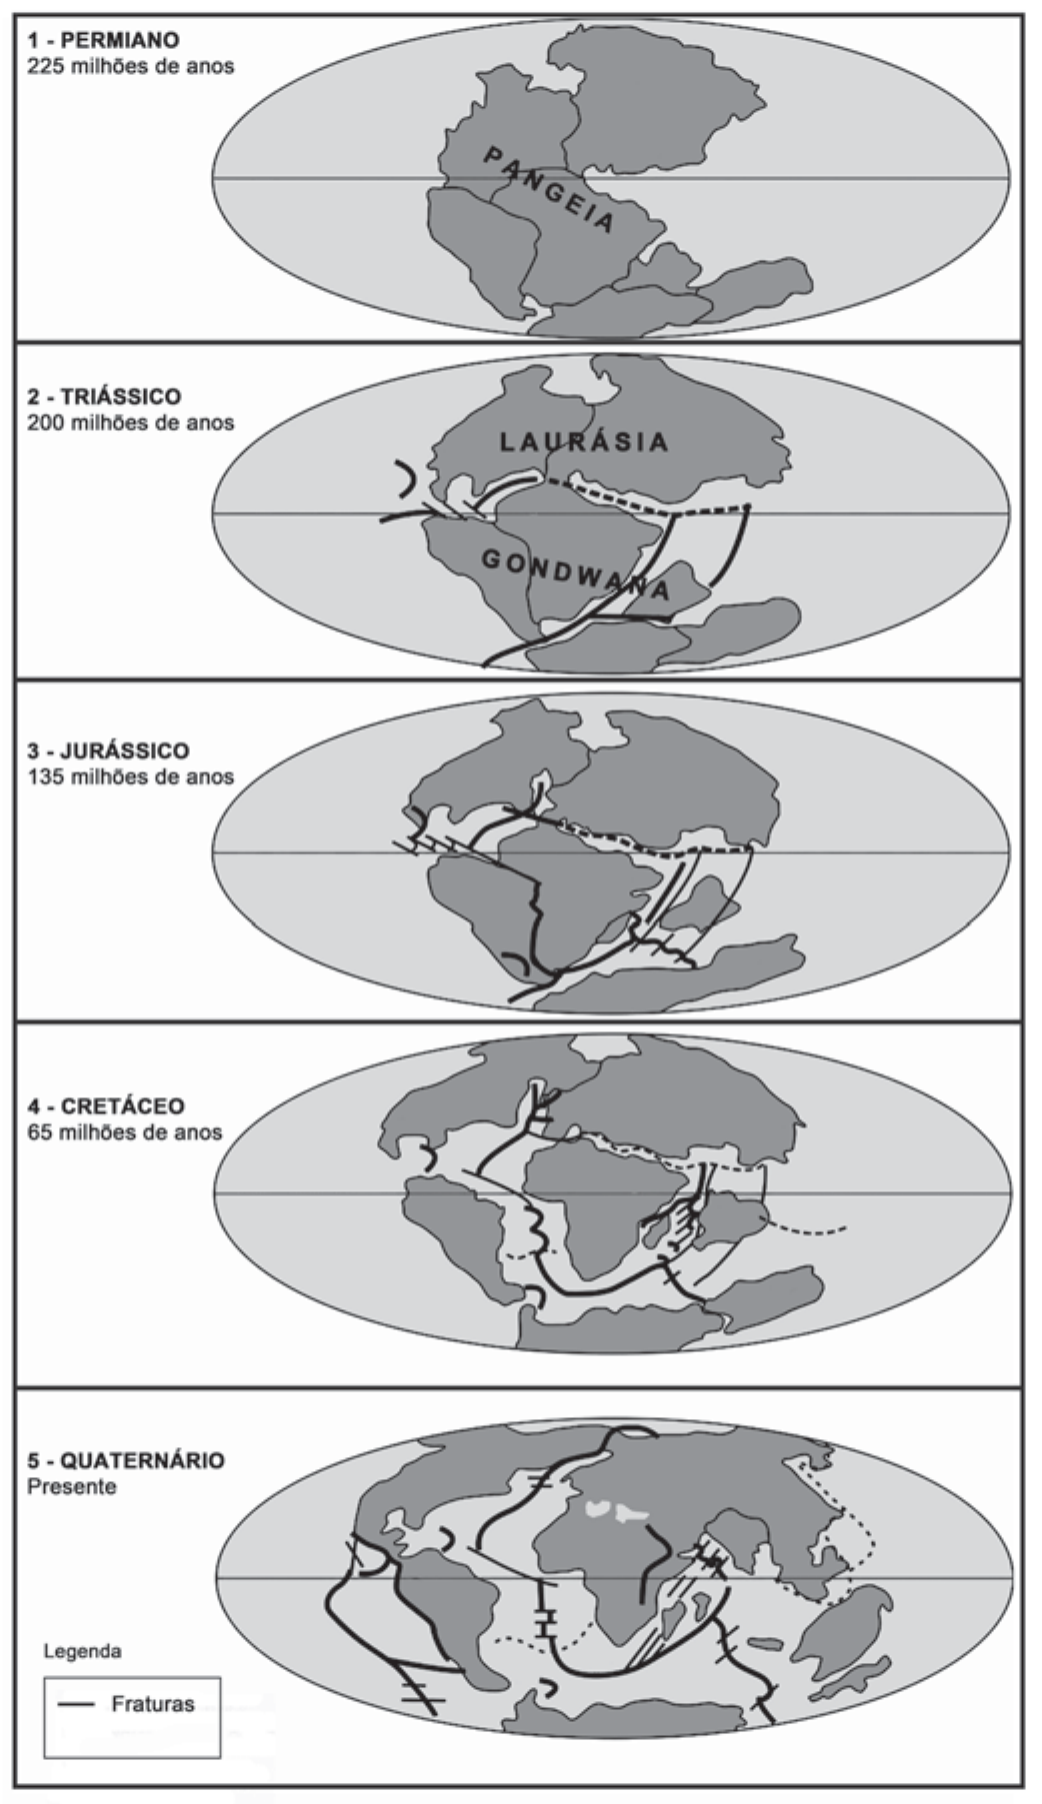 1 - PERMIANO
225 milhões de anos
PANGEIA
2 - TRIÁSSICO
200 milhões de anos
LAURÁSIA
GONDWANA
3 - JURÁSSICO
135 milhões de anos
4 - CRETÁCEO
65 milhões de anos
5 - QUATERNÁRIO
Presente
Legenda
Fraturas